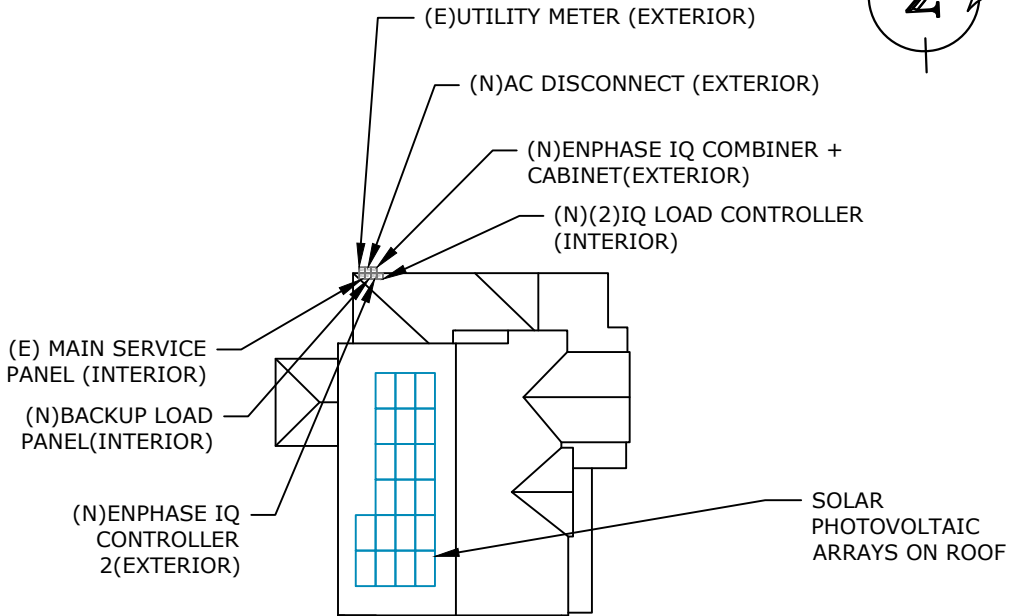 (E)UTILITY METER (EXTERIOR)
(N)AC DISCONNECT (EXTERIOR)
(N)ENPHASE IQ COMBINER +
CABINET(EXTERIOR)
(N)(2)IQ LOAD CONTROLLER
(INTERIOR)
(E) MAIN SERVICE
PANEL (INTERIOR)
(N)BACKUP LOAD
PANEL(INTERIOR)
(N)ENPHASE IQ
CONTROLLER
2(EXTERIOR)
SOLAR
PHOTOVOLTAIC
ARRAYS ON ROOF